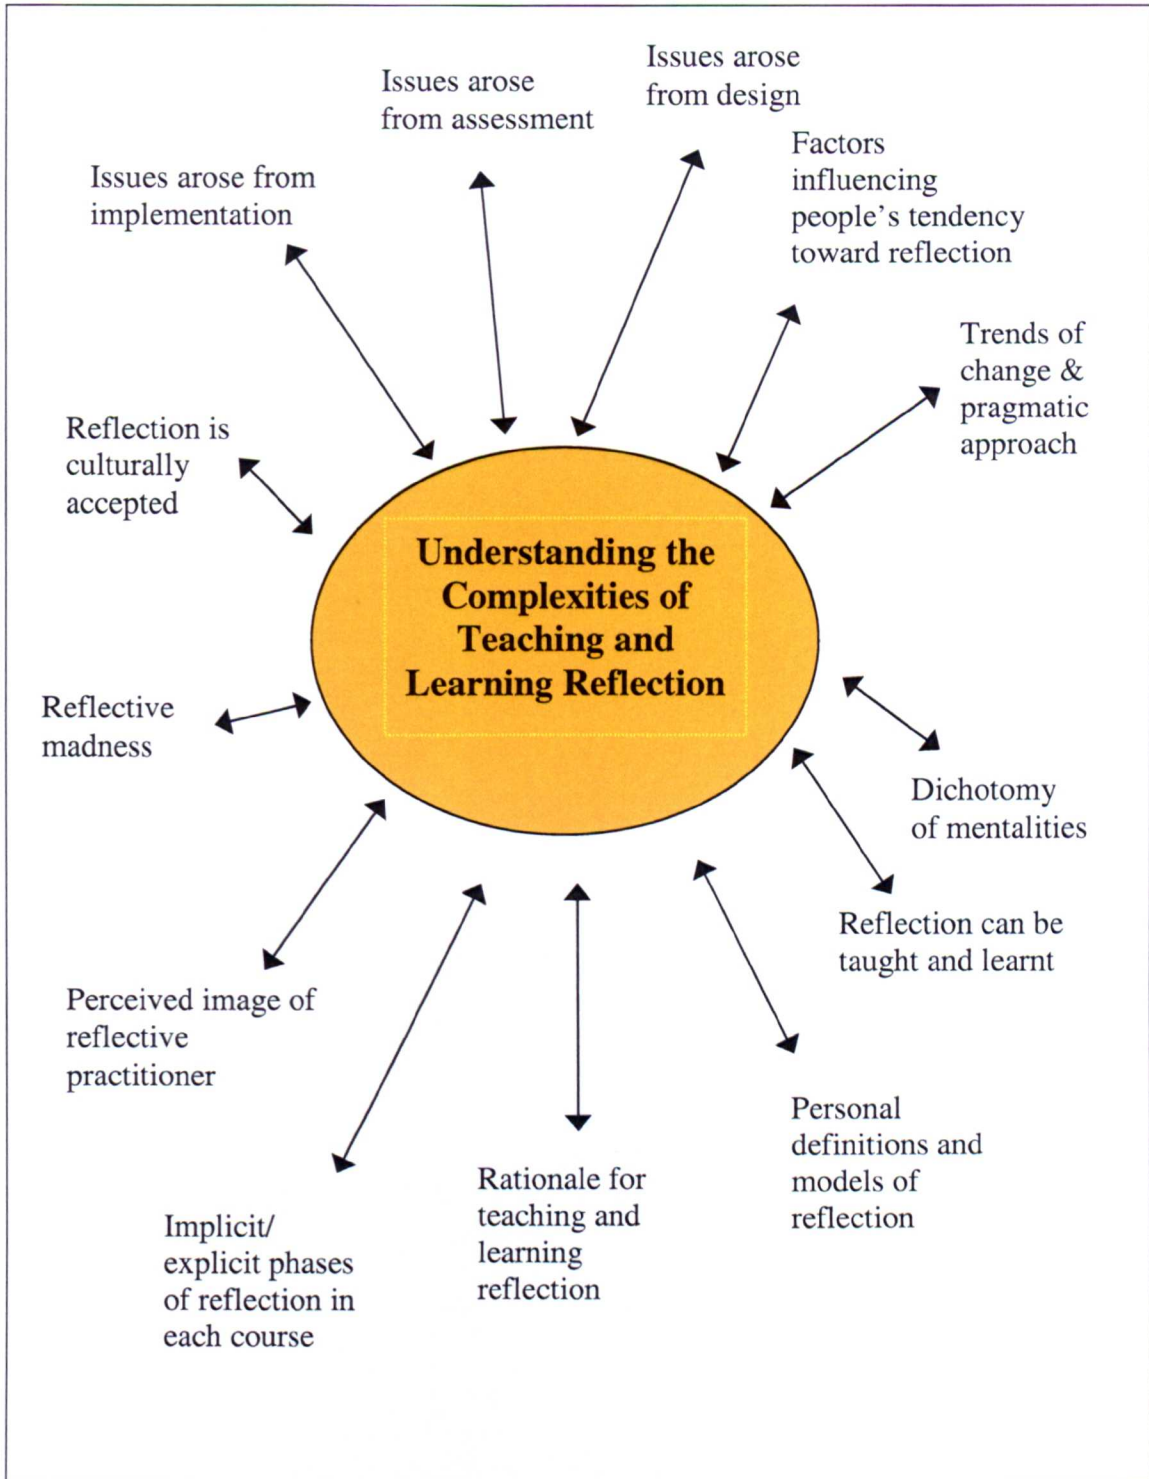 Issues arose
from design
Issues arose
from assessment
Factors
influencing
people's tendency
toward reflection
Issues arose from
implementation
Trends of
change &
pragmatic
approach
Reflection is
culturally
accepted
Understanding the
Complexities of
Teaching and
Learning Reflection
Reflective
madness
Dichotomy
of mentalities
Reflection can be
taught and learnt
Perceived image of
reflective
practitioner
Personal
definitions and
models of
reflection
Rationale for
teaching and
learning
reflection
Implicit/
explicit phases
of reflection in
each course